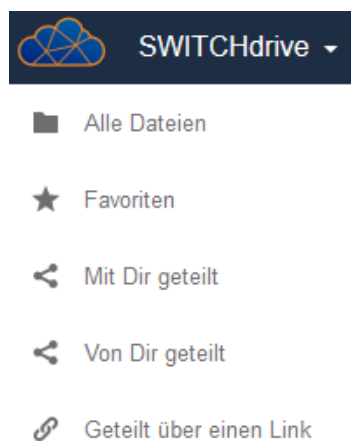 SWITCHdrive
Alle Dateien
Favoriten
Mit Dir geteilt
Von Dir geteilt
Geteilt über einen Link